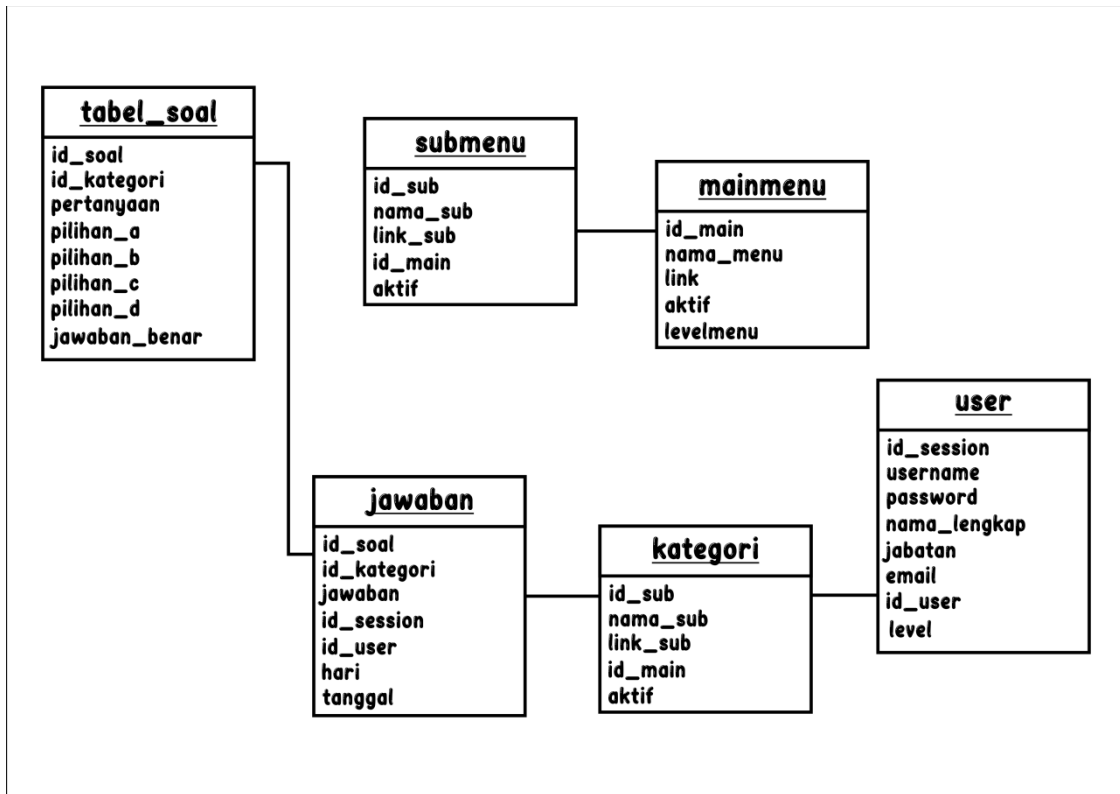 tabel_soal
id_soal
id_kategori
pertanyaan
pilihan_a
pilihan_b
pilihan_c
pilihan_d
jawaban_benar
submenu
id_sub
nama_sub
link_sub
id_main
aktif
mainmenu
id_main
nama_menu
link
aktif
levelmenu
user
id_session
username
password
nama_lengkap
jabatan
email
id_user
level
jawaban
id_soal
id_kategori
jawaban
id_session
id_user
hari
tanggal
kategori
id_sub
nama_sub
link_sub
id_main
aktif